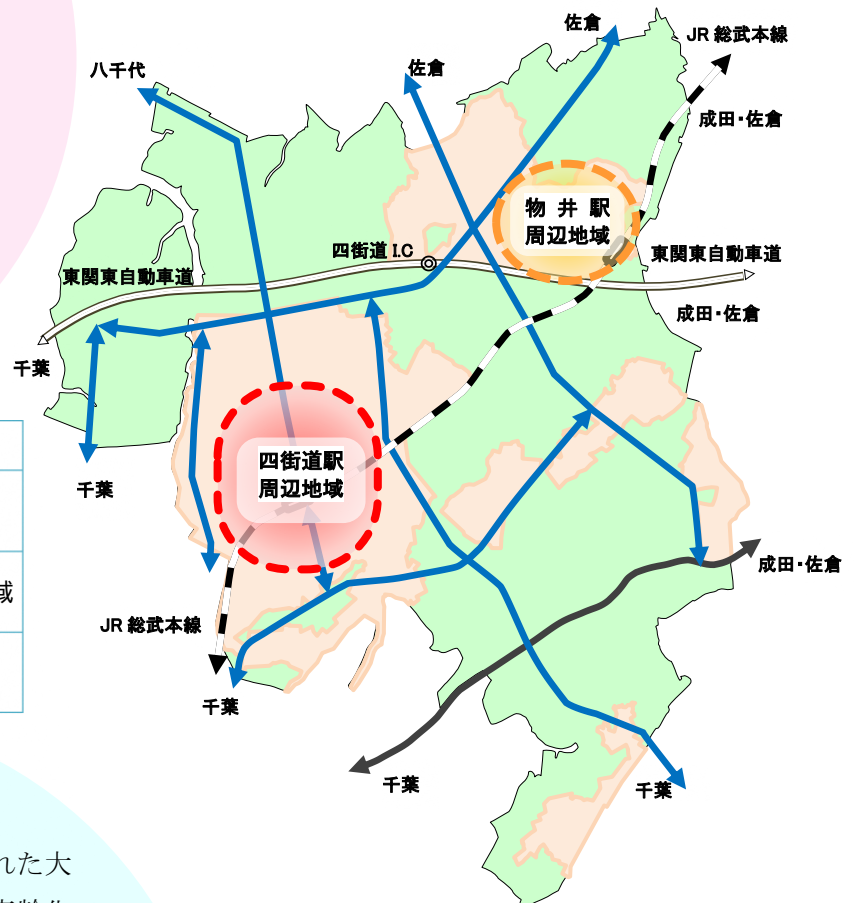 佐倉
JR 総武本線
佐倉
八千代
成田・佐倉
物 井 駅
周辺地域
四街道 I.C
東関東自動車道
東関東自動車道
成田・佐倉
千葉
四街道駅
周辺地域
千葉
成田・佐倉
域
JR 総武本線
千葉
千葉
千葉
れた大